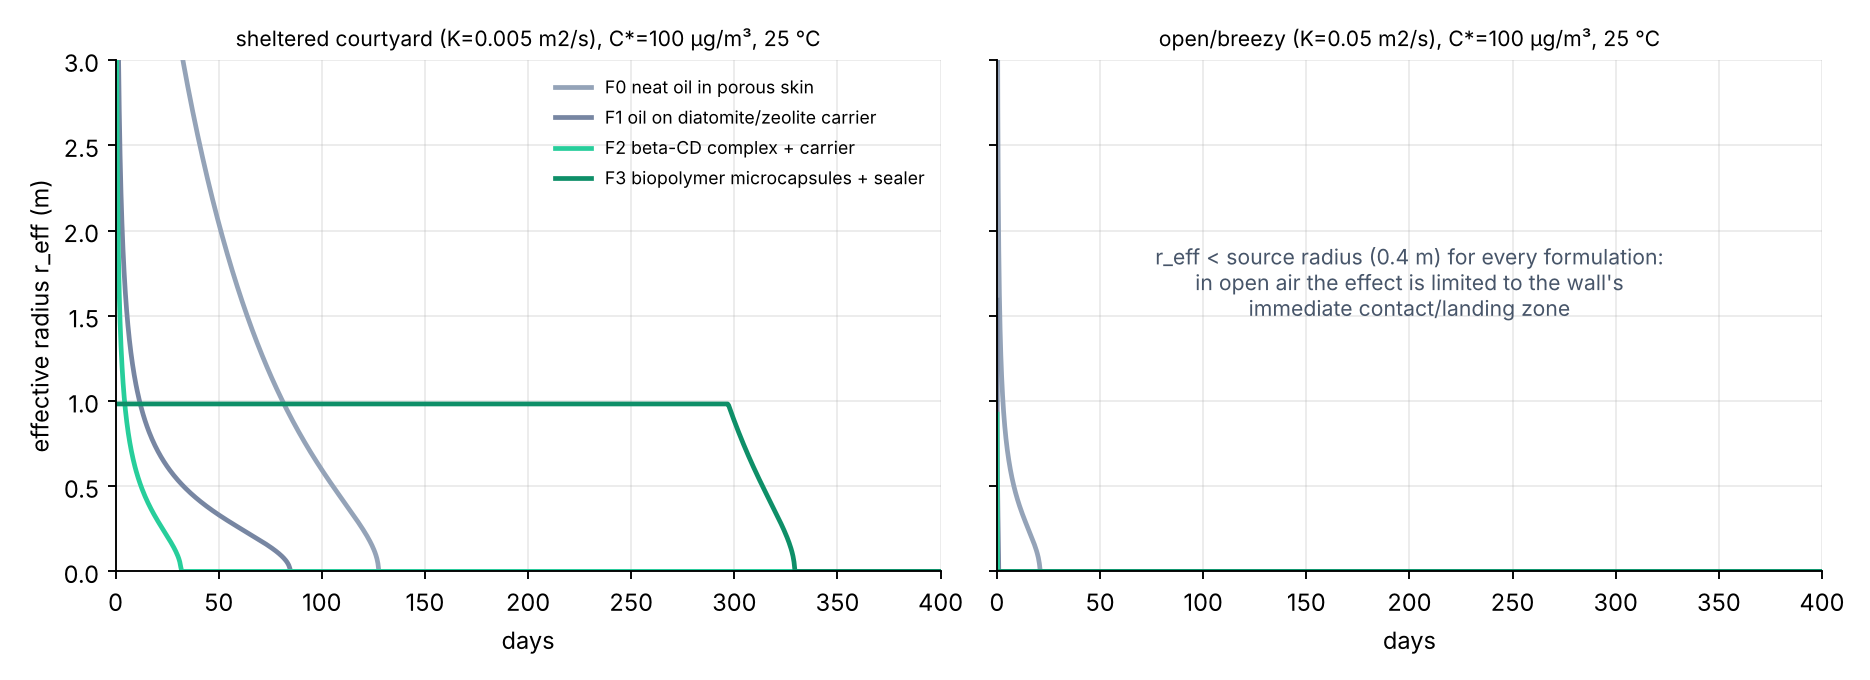 sheltered courtyard (K=0.005 m2/s), C*=100 µg/m³, 25 °C
effective radius r_eff (m)
3.0
2.5
2.0
1.5
1.0
0.5
0.0
F0 neat oil in porous skin
F1 oil on diatomite/zeolite carrier
F2 beta-CD complex + carrier
F3 biopolymer microcapsules + sealer
0 50 100 150 200 250 300 350 400
days
open/breezy (K=0.05 m2/s), C*=100 µg/m³, 25 °C
r_eff < source radius (0.4 m) for every formulation:
in open air the effect is limited to the wall's
immediate contact/landing zone
0 50 100 150 200 250 300 350 400
days